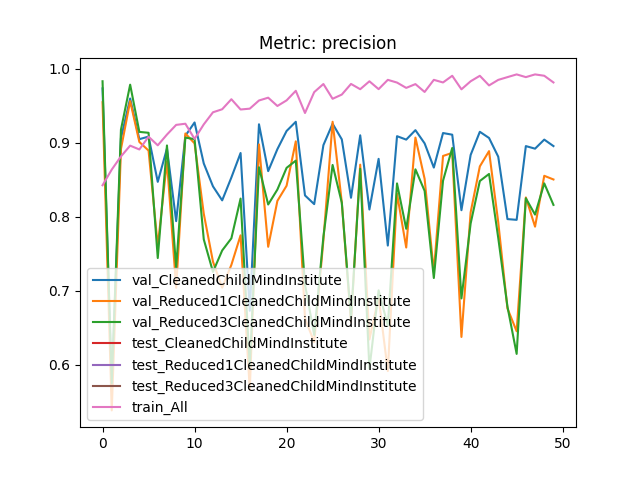 Metric: precision
1.0
0.9
0.8
0.7
0.6
val_CleanedChildMindInstitute
val_Reduced1CleanedChildMindInstitute
val_Reduced3CleanedChildMindInstitute
test_CleanedChildMindInstitute
test_Reduced1CleanedChildMindInstitute
test_Reduced3CleanedChildMindInstitute
train_All
0
10
20
30
40
50